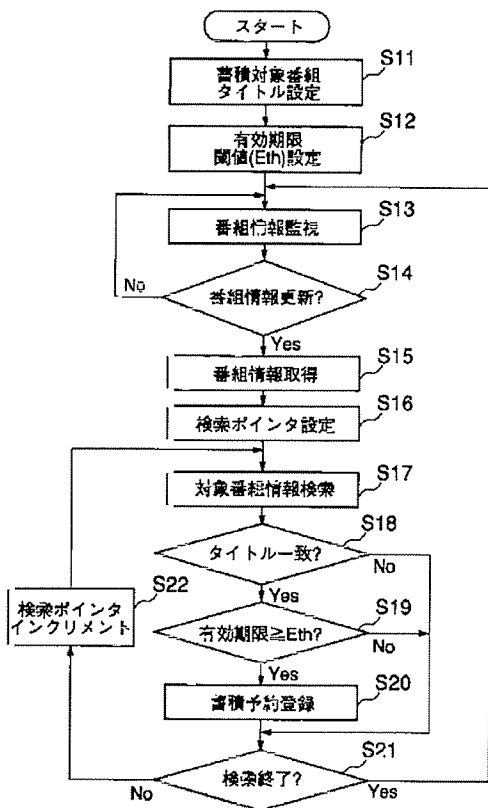 スタート
蓄積対象番組
タイトル設定
S11
有効期限
閾値(Eth)設定
S12
番組情報監視
S13
番組情報更新?
S14
No
Yes
番組情報取得
S15
検索ポインタ設定
S16
対象番組情報検索
S17
タイトル一致?
S18
No
Yes
検索ポインタ
インクリメント
S22
有効期限≧Eth?
S19
No
Yes
蓄積予約登録
S20
検索終了?
S21
No
Yes